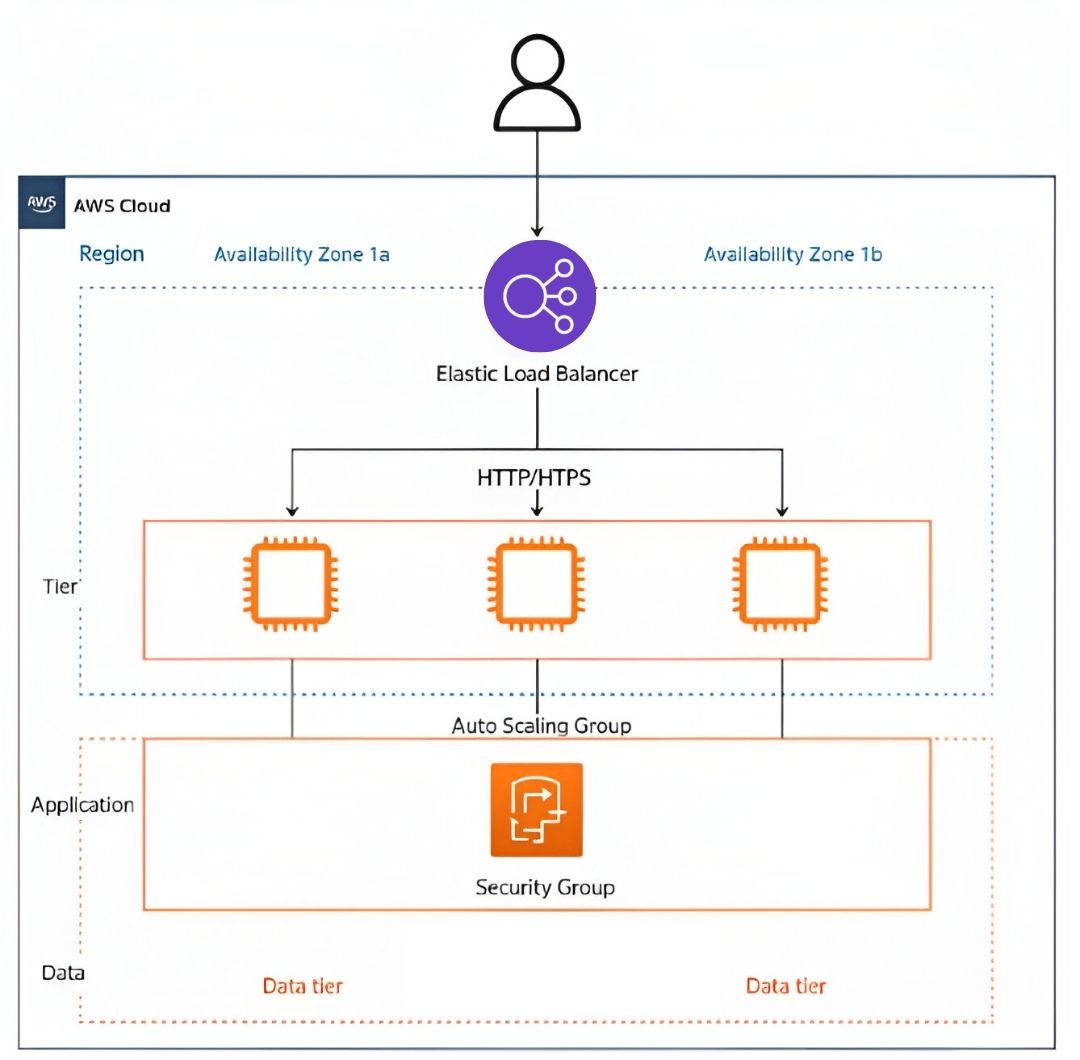 AWS
AWS Cloud
Region
Availability Zone 1a
Availability Zone 1b
Elastic Load Balancer
HTTP/HTPS
Tier
Auto Scaling Group
Application
Security Group
Data
Data tier
Data tier